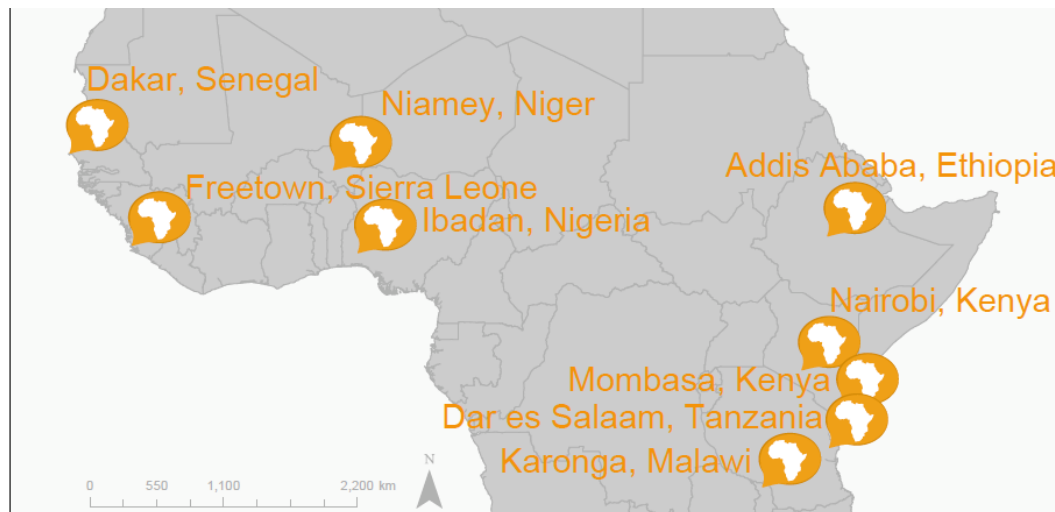 Dakar, Senegal
Niamey, Niger
Addis Ababa, Ethiopia
Freetown, Sierra Leone
Ibadan, Nigeria
Nairobi, Kenya
Mombasa, Kenya
Dar es Salaam, Tanzania
Karonga, Malawi
N
0 550 1,100 2,200 km